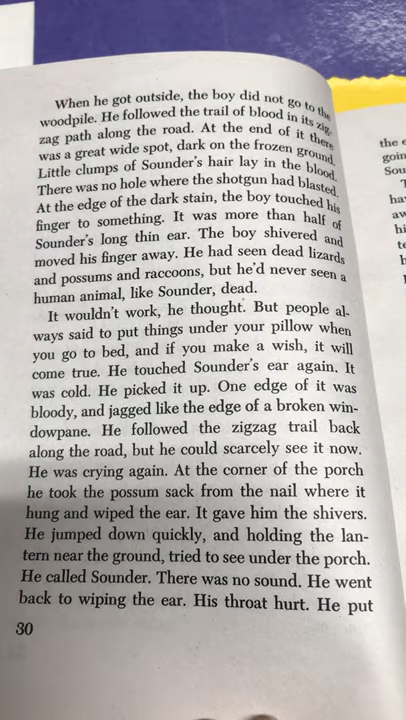 When he got outside, the boy did not go to the
woodpile. He followed the trail of blood in its zig-
zag path along the road. At the end of it there
was a great wide spot, dark on the frozen ground.
Little clumps of Sounder's hair lay in the blood.
There was no hole where the shotgun had blasted.
At the edge of the dark stain, the boy touched his
finger to something. It was more than half of
Sounder's long thin ear. The boy shivered and
moved his finger away. He had seen dead lizards
and possums and raccoons, but he'd never seen a
human animal, like Sounder, dead.
It wouldn't work, he thought. But people al-
ways said to put things under your pillow when
you go to bed, and if you make a wish, it will
come true. He touched Sounder's ear again. It
was cold. He picked it up. One edge of it was
bloody, and jagged like the edge of a broken win-
dowpane. He followed the zigzag trail back
along the road, but he could scarcely see it now.
He was crying again. At the corner of the porch
he took the possum sack from the nail where it
hung and wiped the ear. It gave him the shivers.
He jumped down quickly, and holding the lan-
tern near the ground, tried to see under the porch.
He called Sounder. There was no sound. He went
back to wiping the ear. His throat hurt. He put
30
the